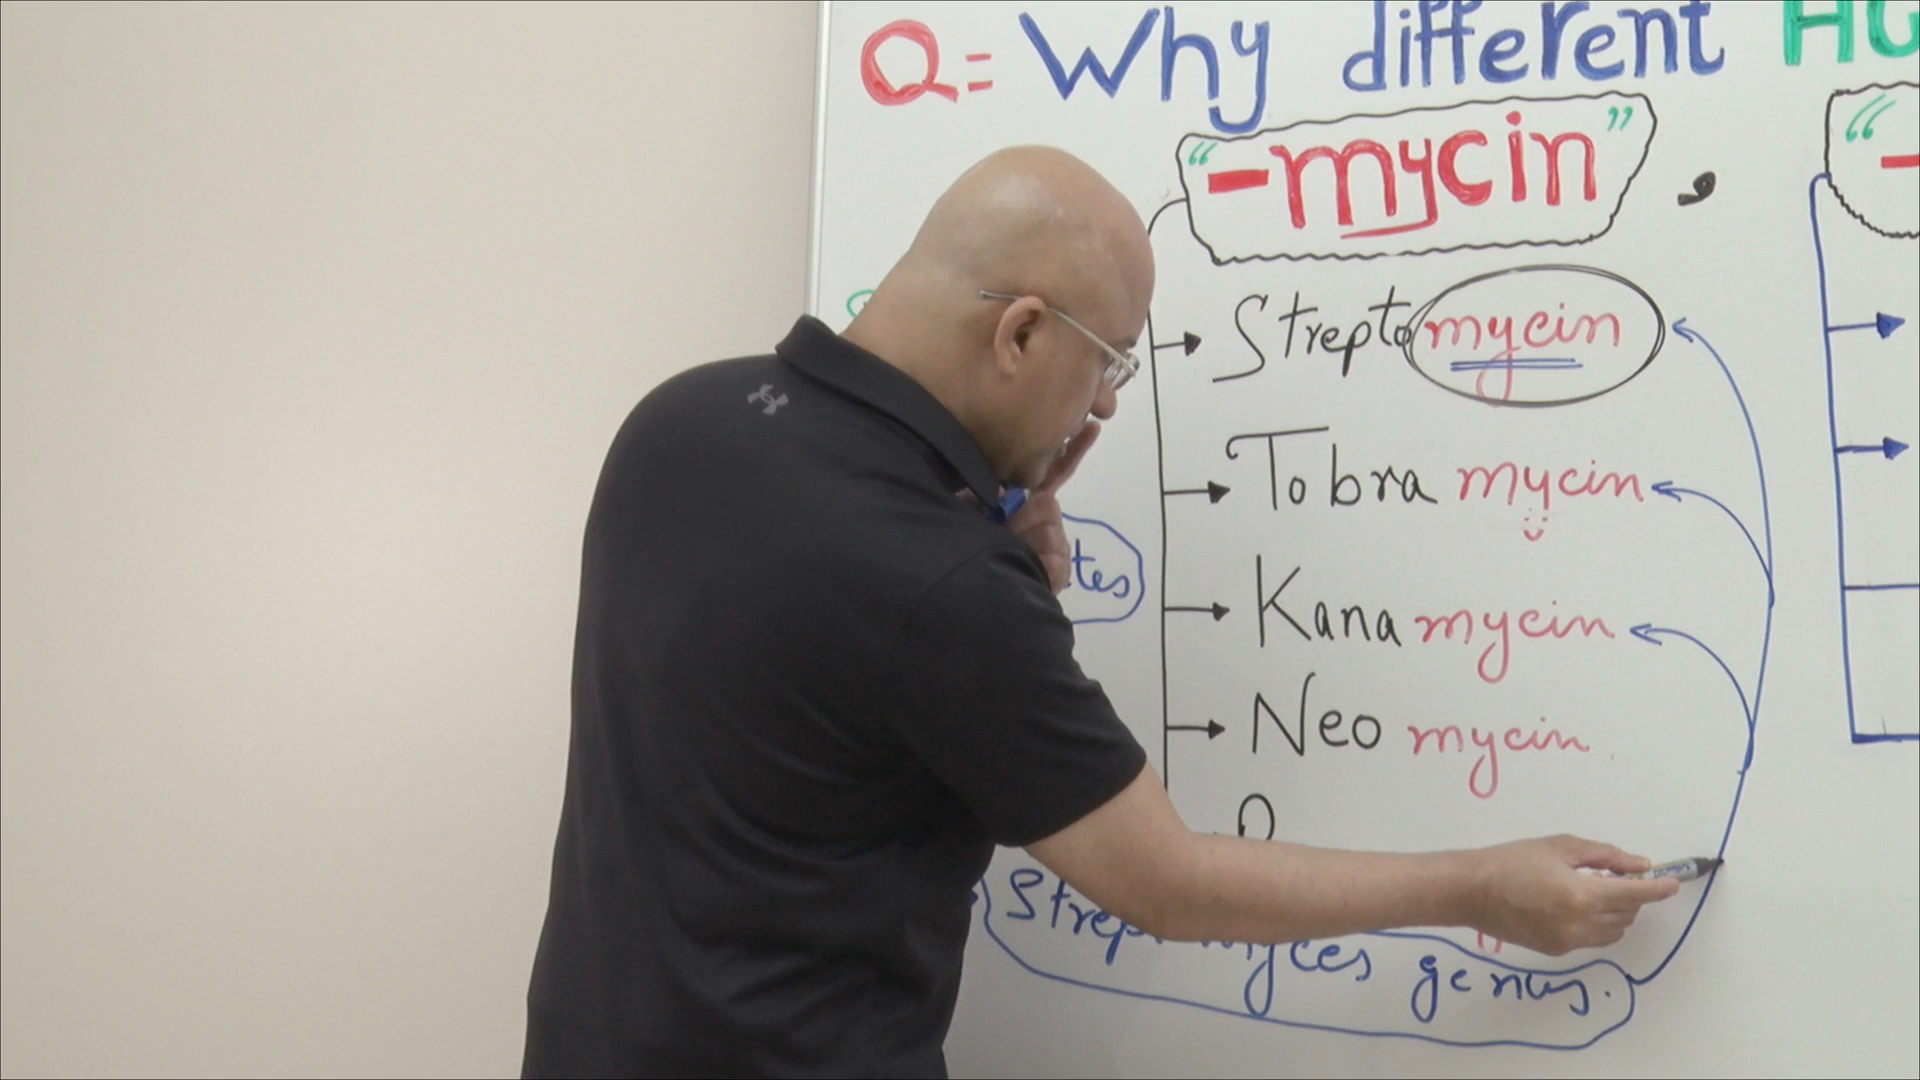 Q= Why different
"-mycin" ,
Streptomycin
Tobramycin
Kanamycin
Neomycin
genus.